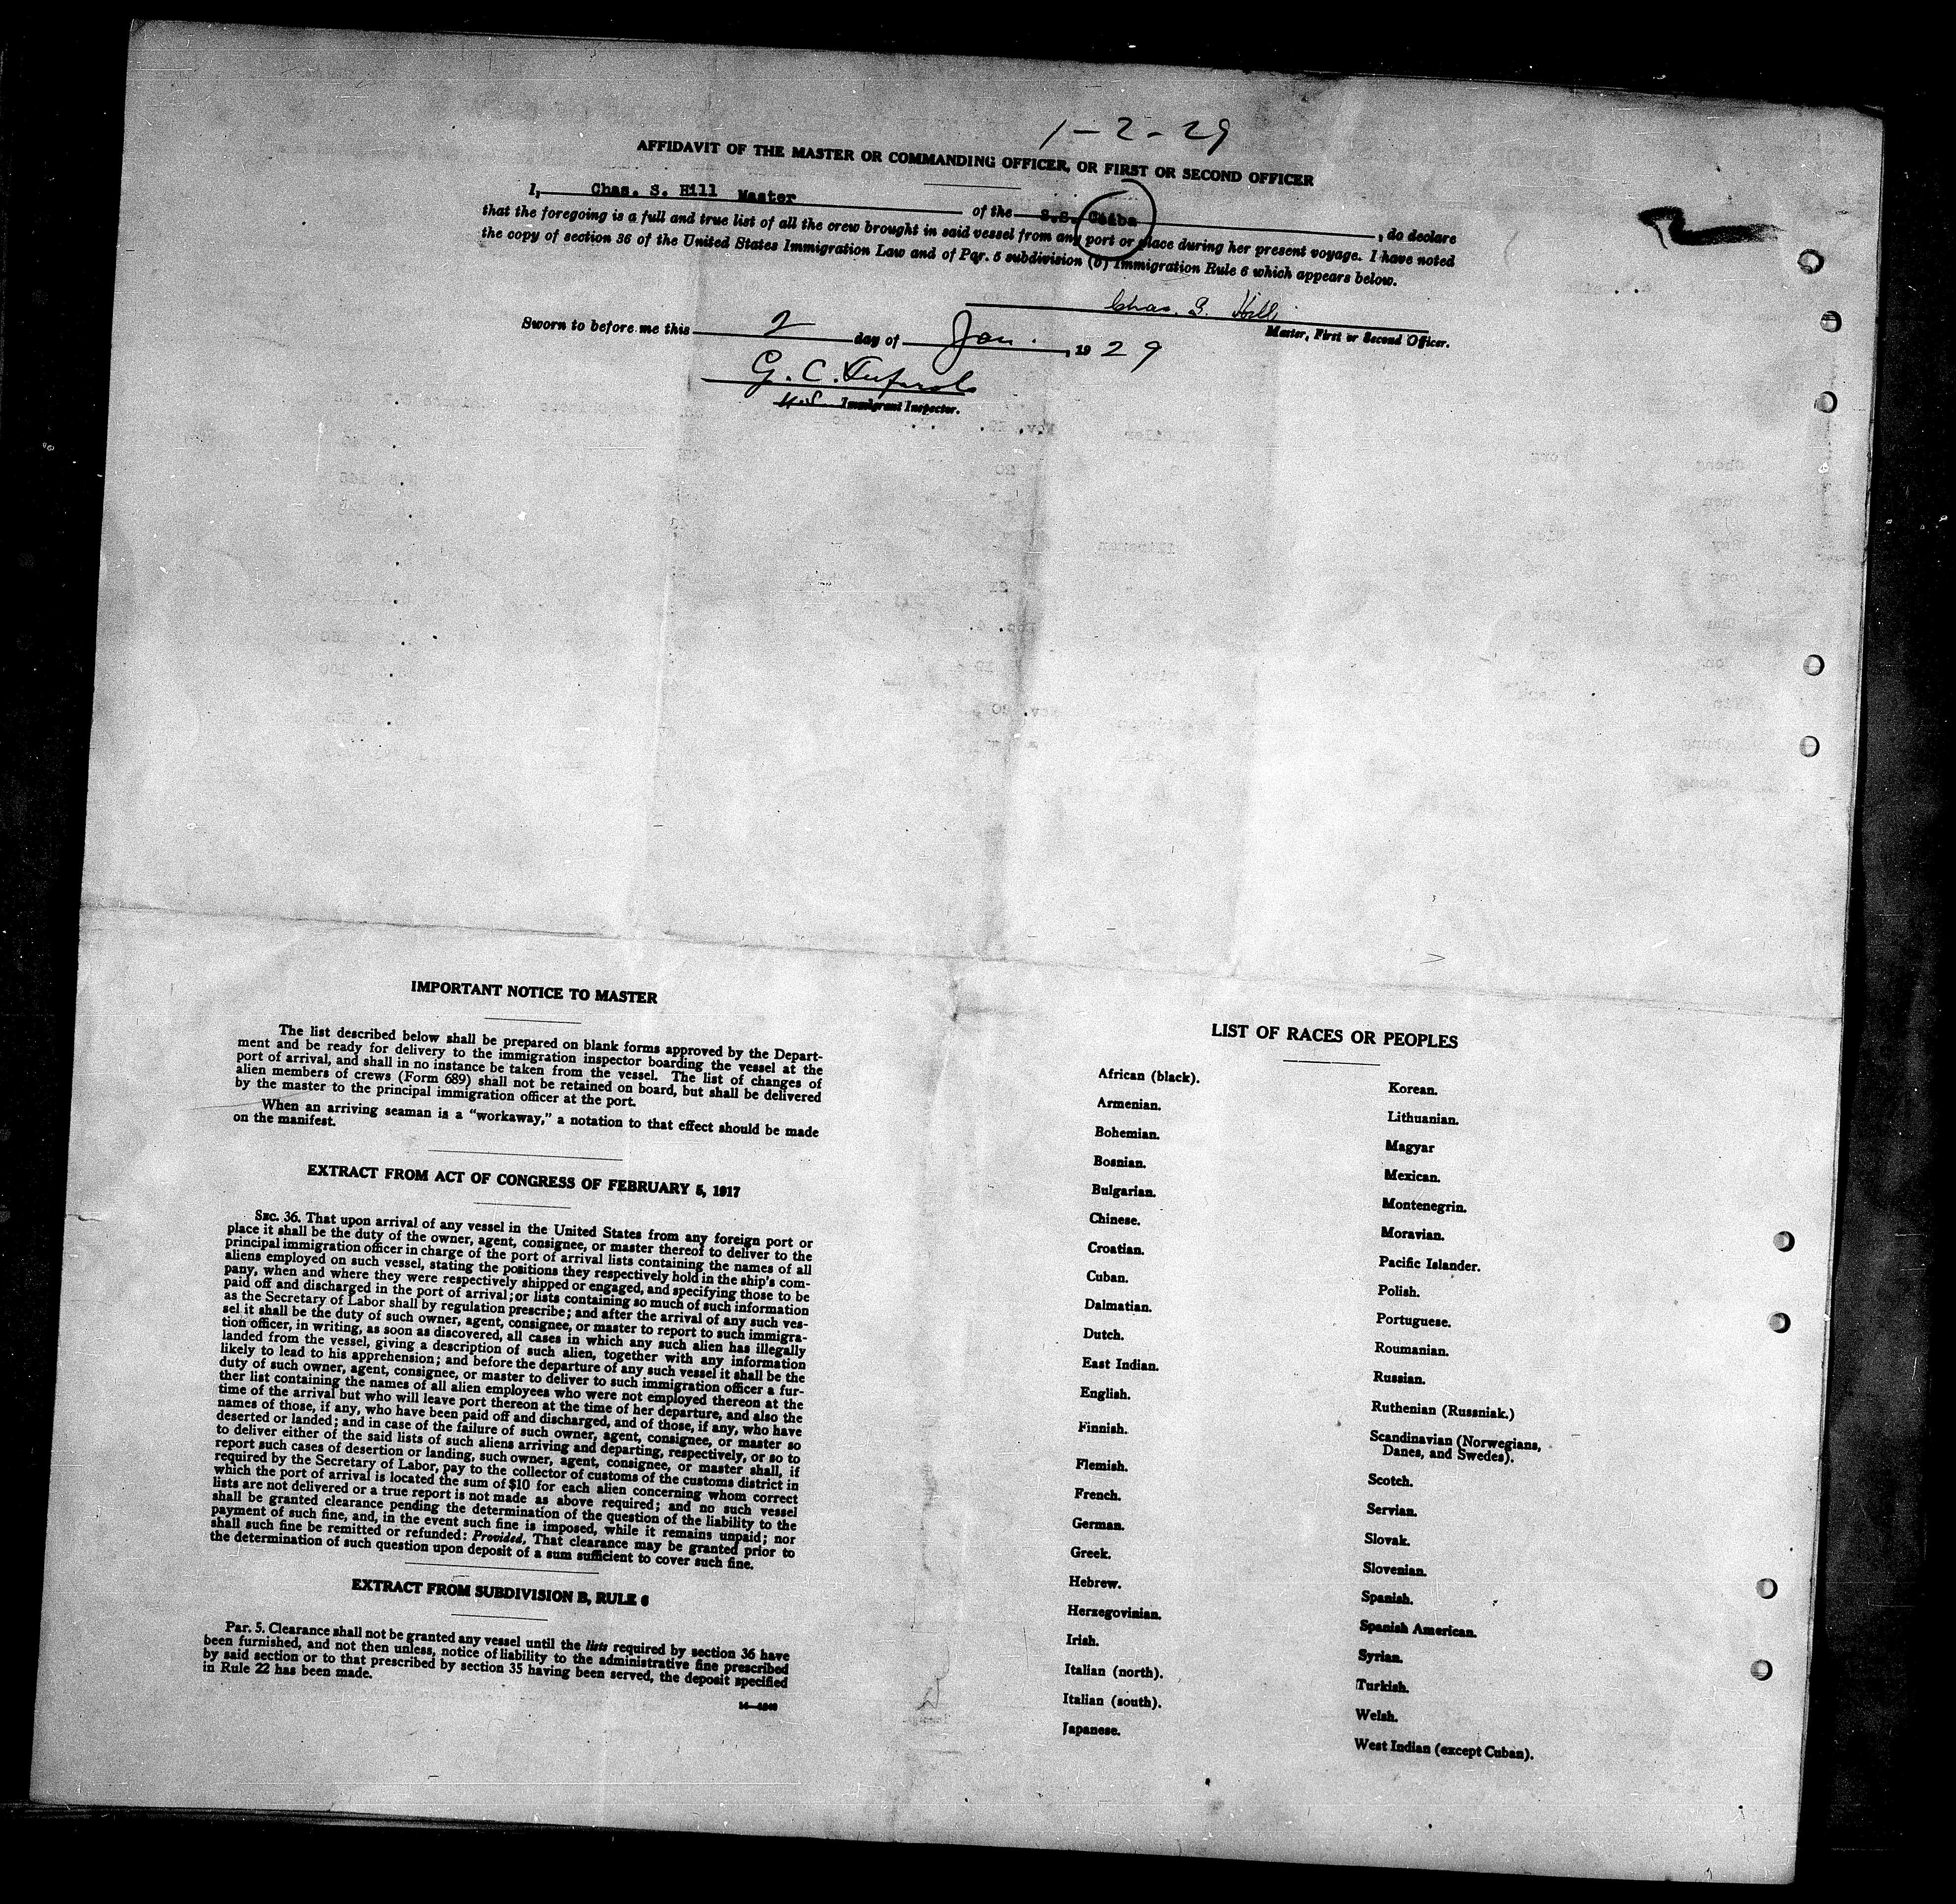 1-2-29
AFFIDAVIT OF THE MASTER OR COMMANDING OFFICER, OR FIRST OR SECOND OFFICER
I, Chas. S. Hill Master of the S.S. Ceiba, do declare
that the foregoing is a full and true list of all the crew brought in said vessel from any port or place during her present voyage. I have noted
the copy of section 36 of the United States Immigration Law and of Par. 5 subdivision (b) Immigration Rule 6 which appears below.
Chas. S. Hill
Master, First or Second Officer.
Sworn to before me this 2 day of Jan., 1929
G. C.
U.S. Immigrant Inspector.
IMPORTANT NOTICE TO MASTER
The list described below shall be prepared on blank forms approved by the Depart-
ment and be ready for delivery to the immigration inspector boarding the vessel at the
port of arrival, and shall in no instance be taken from the vessel. The list of changes of
alien members of crews (Form 689) shall not be retained on board, but shall be delivered
by the master to the principal immigration officer at the port.
When an arriving seaman is a "workaway," a notation to that effect should be made
on the manifest.
EXTRACT FROM ACT OF CONGRESS OF FEBRUARY 5, 1917
SEC. 36. That upon arrival of any vessel in the United States from any foreign port or
place it shall be the duty of the owner, agent, consignee, or master thereof to deliver to the
principal immigration officer in charge of the port of arrival lists containing the names of all
aliens employed on such vessel, stating the positions they respectively hold in the ship's com-
pany, when and where they were respectively shipped or engaged, and specifying those to be
paid off and discharged in the port of arrival; or lists containing so much of such information
as the Secretary of Labor shall by regulation prescribe; and after the arrival of any such ves-
sel it shall be the duty of such owner, agent, consignee, or master to report to such immigra-
tion officer, in writing, as soon as discovered, all cases in which any such alien has illegally
landed from the vessel, giving a description of such alien, together with any information
likely to lead to his apprehension; and before the departure of any such vessel it shall be the
duty of such owner, agent, consignee, or master to deliver to such immigration officer a fur-
ther list containing the names of all alien employees who were not employed thereon at the
time of the arrival but who will leave port thereon at the time of her departure, and also the
names of those, if any, who have been paid off and discharged, and of those, if any, who have
deserted or landed; and in case of the failure of such owner, agent, consignee, or master so
to deliver either of the said lists of such aliens arriving and departing, respectively, or so to
report such cases of desertion or landing, such owner, agent, consignee, or master shall, if
required by the Secretary of Labor, pay to the collector of customs of the customs district in
which the port of arrival is located the sum of $10 for each alien concerning whom correct
lists are not delivered or a true report is not made as above required; and no such vessel
shall be granted clearance pending the determination of the question of the liability to the
payment of such fine, and, in the event such fine is imposed, while it remains unpaid; nor
shall such fine be remitted or refunded: Provided, That clearance may be granted prior to
the determination of such question upon deposit of a sum sufficient to cover such fine.
EXTRACT FROM SUBDIVISION B, RULE 6
Par. 5. Clearance shall not be granted any vessel until the lists required by section 36 have
been furnished, and not then unless, notice of liability to the administrative fine prescribed
by said section or to that prescribed by section 35 having been served, the deposit specified
in Rule 22 has been made.
LIST OF RACES OR PEOPLES
African (black).
Armenian.
Bohemian.
Bosnian.
Bulgarian.
Chinese.
Croatian.
Cuban.
Dalmatian.
Dutch.
East Indian.
English.
Finnish.
Flemish.
French.
German.
Greek.
Hebrew.
Herzegovinian.
Irish.
Italian (north).
Italian (south).
Japanese.
Korean.
Lithuanian.
Magyar
Mexican.
Montenegrin.
Moravian.
Pacific Islander.
Polish.
Portuguese.
Roumanian.
Russian.
Ruthenian (Russniak.)
Scandinavian (Norwegians,
Danes, and Swedes).
Scotch.
Servian.
Slovak.
Slovenian.
Spanish.
Spanish American.
Syrian.
Turkish.
Welsh.
West Indian (except Cuban).